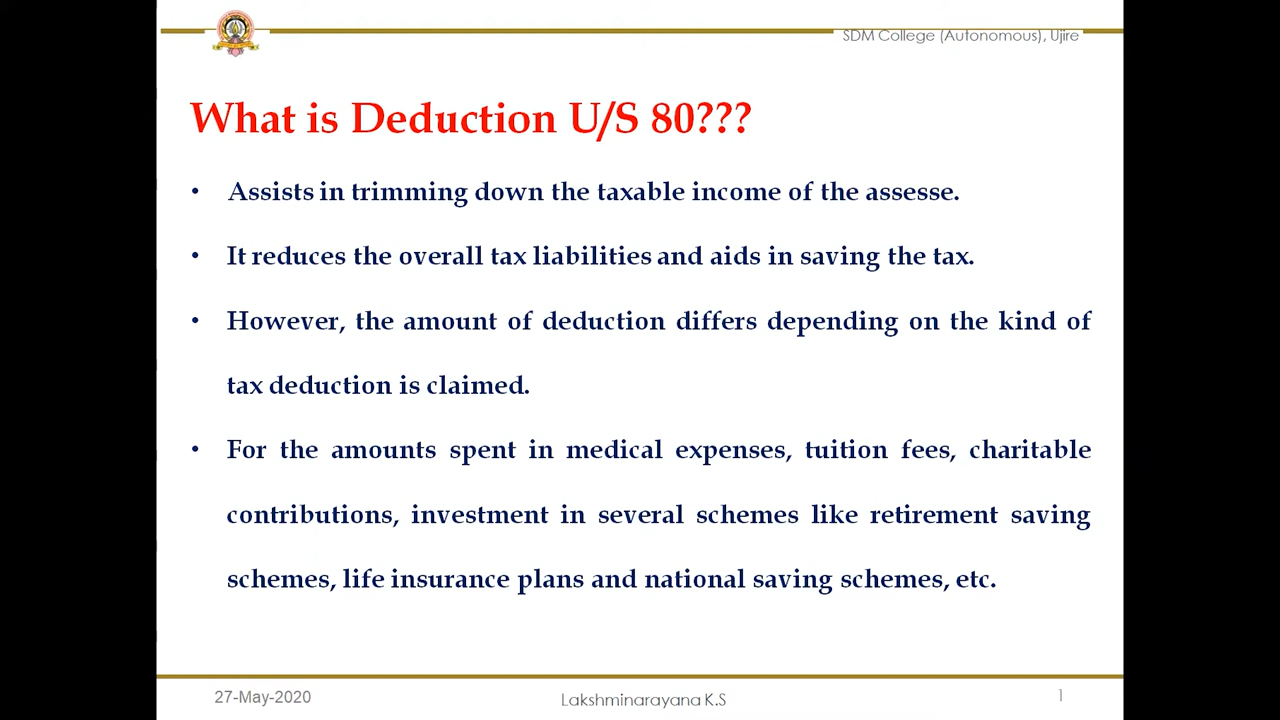 SDM College (Autonomous), Ujire
What is Deduction U/S 80???
• Assists in trimming down the taxable income of the assesse.
• It reduces the overall tax liabilities and aids in saving the tax.
• However, the amount of deduction differs depending on the kind of
tax deduction is claimed.
• For the amounts spent in medical expenses, tuition fees, charitable
contributions, investment in several schemes like retirement saving
schemes, life insurance plans and national saving schemes, etc.
27-May-2020
Lakshminarayana K.S
1